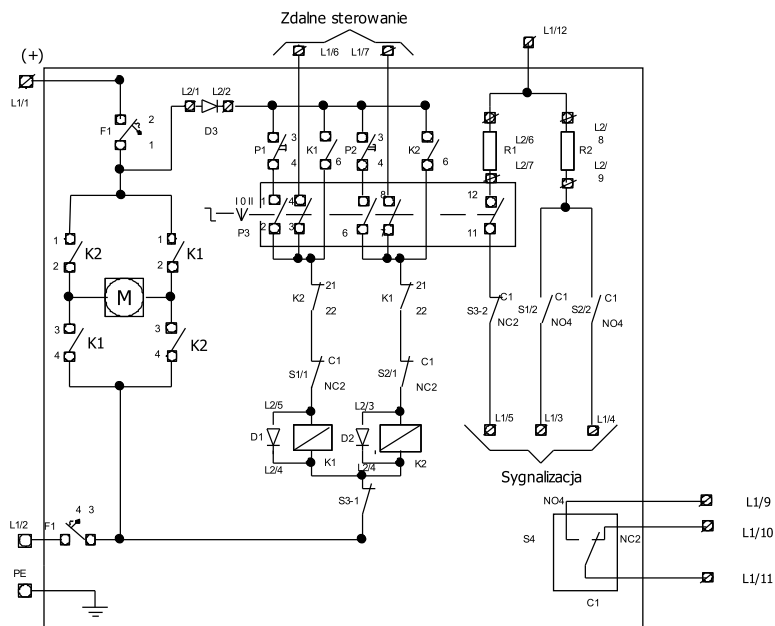 Zdalne sterowanie
L1/12
L1/6 L1/7
(+)
L1/1
L2/1 L2/2
D3
F1 2
1
P1 3
4
K1
6
P2 3
4
K2
6
R1
L2/6
L2/7
R2
L2/
8
L2/
9
I 0 II
P3
1 4 8 12
2 3 6 7 11
1
2
K2
1
2
K1
M
3
4
K1
3
4
K2
K2 21
22
K1 21
22
S3-2 C1
NC2
S1/2 C1
NO4
S2/2 C1
NO4
S1/1 C1
NC2
S2/1 C1
NC2
L2/5
D1
L2/4
K1
L2/3
D2
L2/4
K2
L1/5 L1/3 L1/4
Sygnalizacja
S3-1
L1/2
F1
4 3
PE
NO4
S4
NC2
C1
L1/9
L1/10
L1/11